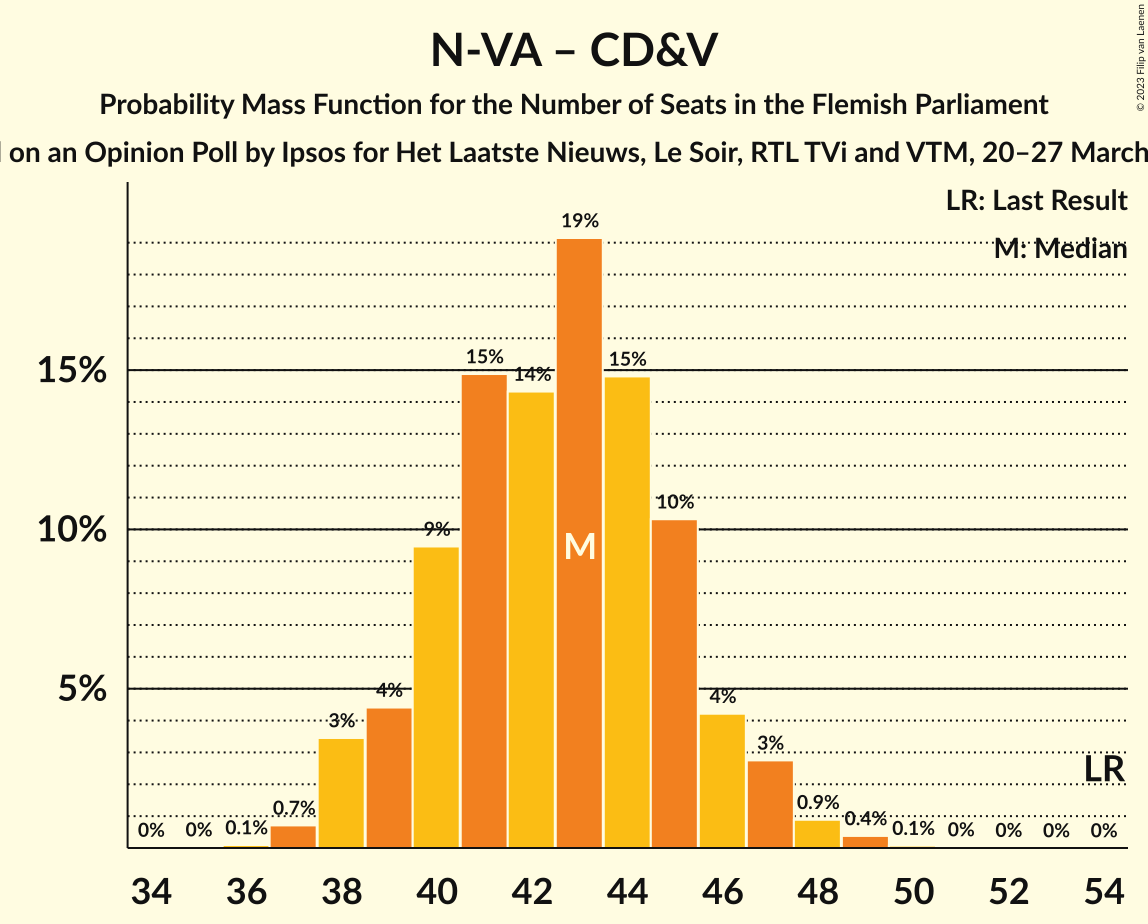 © 2023 Filip van Laenen
N-VA – CD&V
Probability Mass Function for the Number of Seats in the Flemish Parliament
on an Opinion Poll by Ipsos for Het Laatste Nieuws, Le Soir, RTL TVi and VTM, 20–27 March
LR: Last Result
M: Median
19%
15%
15%
15%
14%
10%
10%
9%
M
5%
4%
4%
3%
3%
LR
0.7%
0.9%
0.4%
0% 0% 0.1% 0.1% 0% 0% 0% 0%
34 36 38 40 42 44 46 48 50 52 54